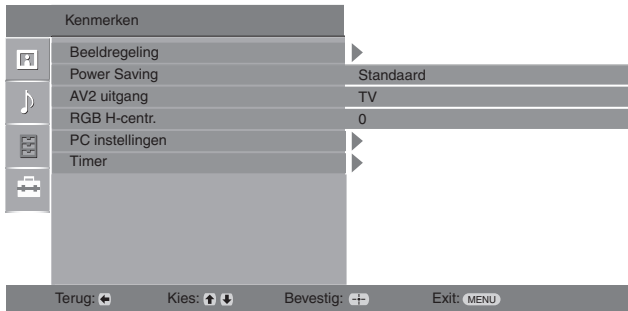 Kenmerken
Beeldregeling
Power Saving Standaard
AV2 uitgang TV
RGB H-centr. 0
PC instellingen
Timer
Terug: Kies: Bevestig: Exit: MENU